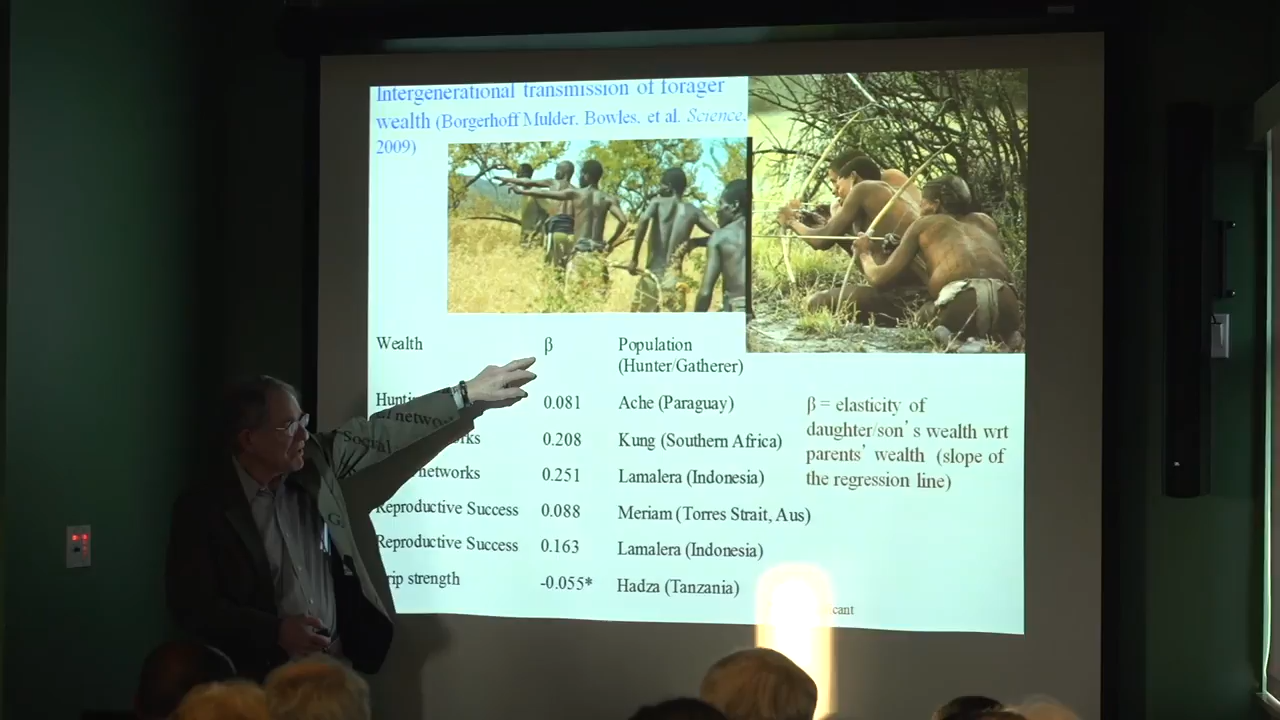 Intergenerational transmission of forager
wealth (Borgerhoff Mulder, Bowles, et al. Science,
2009)
Wealth β Population
(Hunter/Gatherer)
0.081 Ache (Paraguay)
Social networks 0.208 Kung (Southern Africa)
networks 0.251 Lamalera (Indonesia)
Reproductive Success 0.088 Meriam (Torres Strait, Aus)
Reproductive Success 0.163 Lamalera (Indonesia)
strength -0.055* Hadza (Tanzania)
β = elasticity of
daughter/son's wealth wrt
parents' wealth (slope of
the regression line)